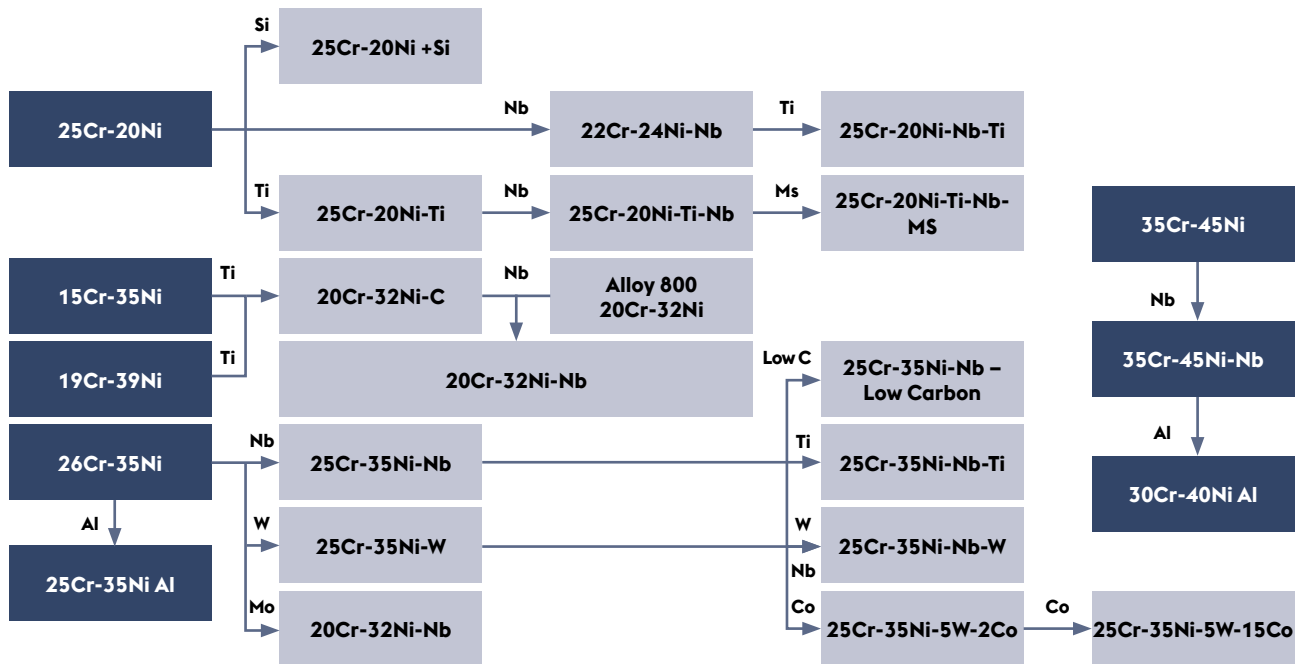 Si
25Cr-20Ni +Si
25Cr-20Ni
Nb
22Cr-24Ni-Nb
Ti
25Cr-20Ni-Nb-Ti
Ti
25Cr-20Ni-Ti
Nb
25Cr-20Ni-Ti-Nb
Ms
25Cr-20Ni-Ti-Nb-
MS
15Cr-35Ni
Ti
20Cr-32Ni-C
Nb
Alloy 800
20Cr-32Ni
19Cr-39Ni
Ti
20Cr-32Ni-Nb
Low C
25Cr-35Ni-Nb –
Low Carbon
26Cr-35Ni
Nb
25Cr-35Ni-Nb
Ti
25Cr-35Ni-Nb-Ti
Al
25Cr-35Ni Al
W
25Cr-35Ni-W
W
25Cr-35Ni-Nb-W
Nb
Mo
20Cr-32Ni-Nb
Co
25Cr-35Ni-5W-2Co
Co
25Cr-35Ni-5W-15Co
35Cr-45Ni
Nb
35Cr-45Ni-Nb
Al
30Cr-40Ni Al